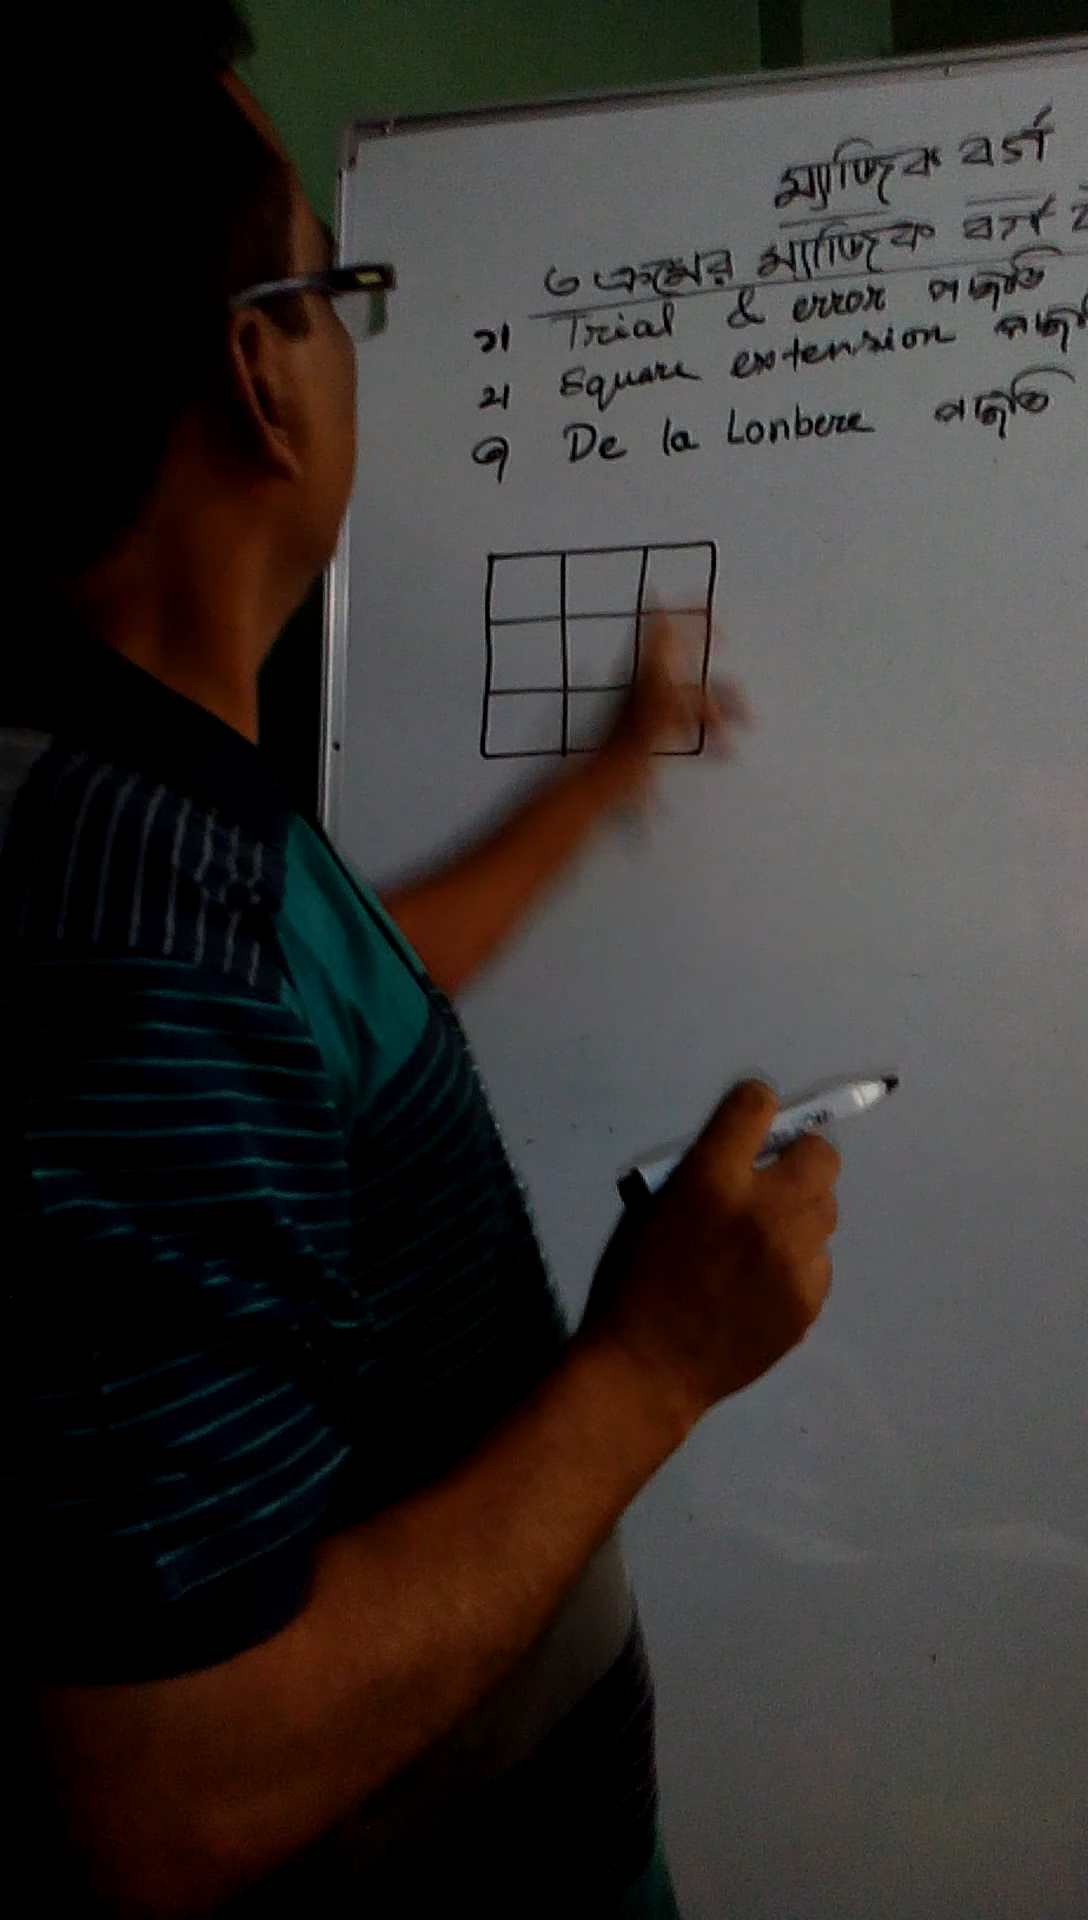 ম্যাজিক বর্গ
৩ ক্রমের ম্যাজিক বর্গ
১। Trial & error পদ্ধতি
২। Square extension পদ্ধ
৩ De la Lonbere পদ্ধতি